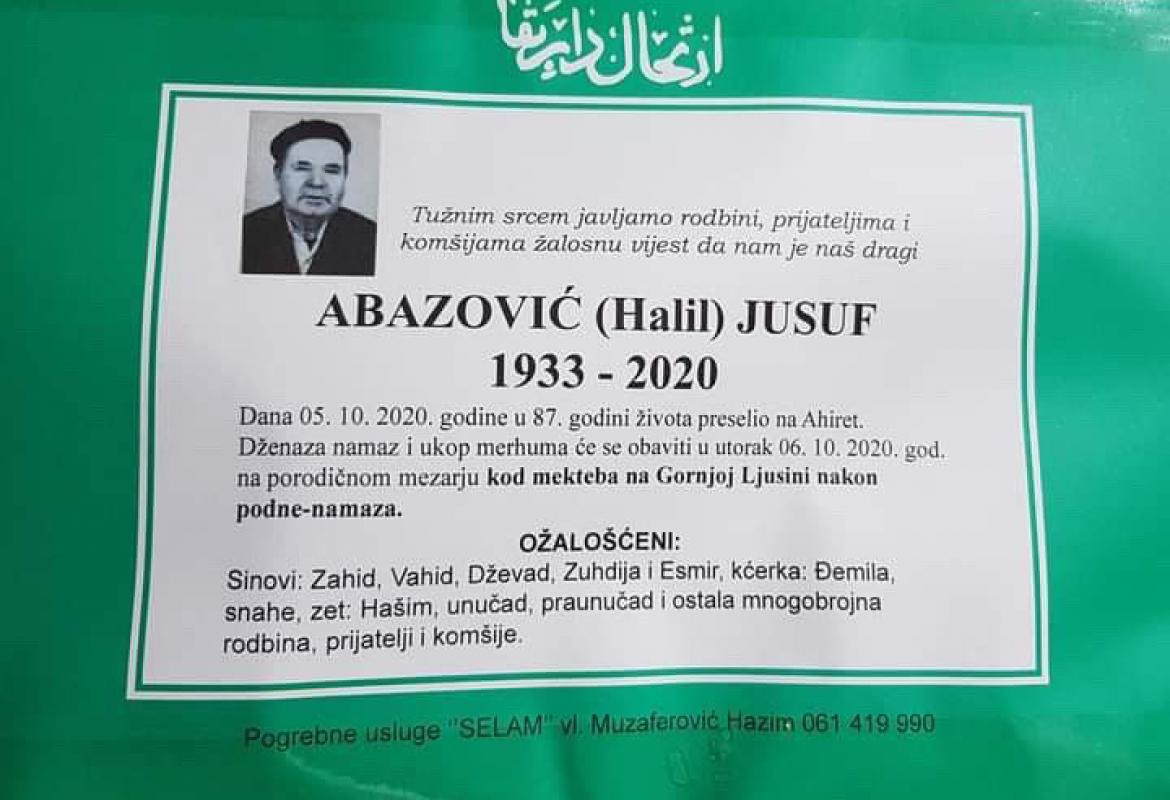 ارتحال دار بقا
Tužnim srcem javljamo rodbini, prijateljima i
komšijama žalosnu vijest da nam je naš dragi
ABAZOVIĆ (Halil) JUSUF
1933 - 2020
Dana 05. 10. 2020. godine u 87. godini života preselio na Ahiret.
Dženaza namaz i ukop merhuma će se obaviti u utorak 06. 10. 2020. god.
na porodičnom mezarju kod mekteba na Gornjoj Ljusini nakon
podne-namaza.
OŽALOŠĆENI:
Sinovi: Zahid, Vahid, Dževad, Zuhdija i Esmir, kćerka: Đemila,
snahe, zet: Hašim, unučad, praunučad i ostala mnogobrojna
rodbina, prijatelji i komšije.
Pogrebne usluge "SELAM" vl. Muzaferović Hazim 061 419 990